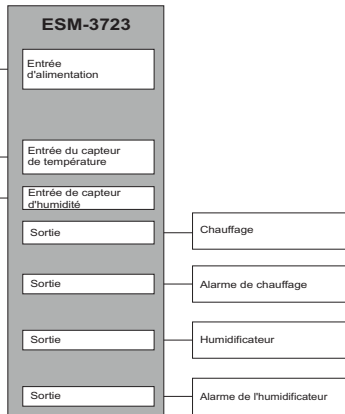 ESM-3723
Entrée
d'alimentation
Entrée du capteur
de température
Entrée de capteur
d'humidité
Sortie
Chauffage
Sortie
Alarme de chauffage
Sortie
Humidificateur
Sortie
Alarme de l'humidificateur